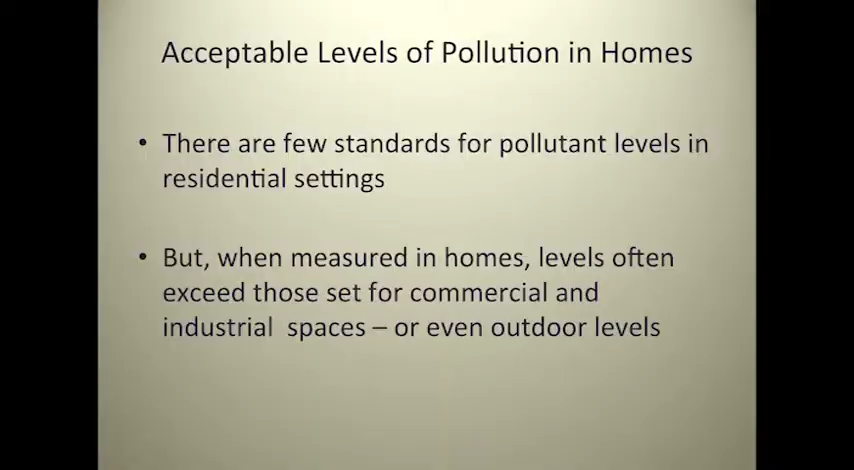 Acceptable Levels of Pollution in Homes
• There are few standards for pollutant levels in
residential settings
• But, when measured in homes, levels often
exceed those set for commercial and
industrial  spaces – or even outdoor levels